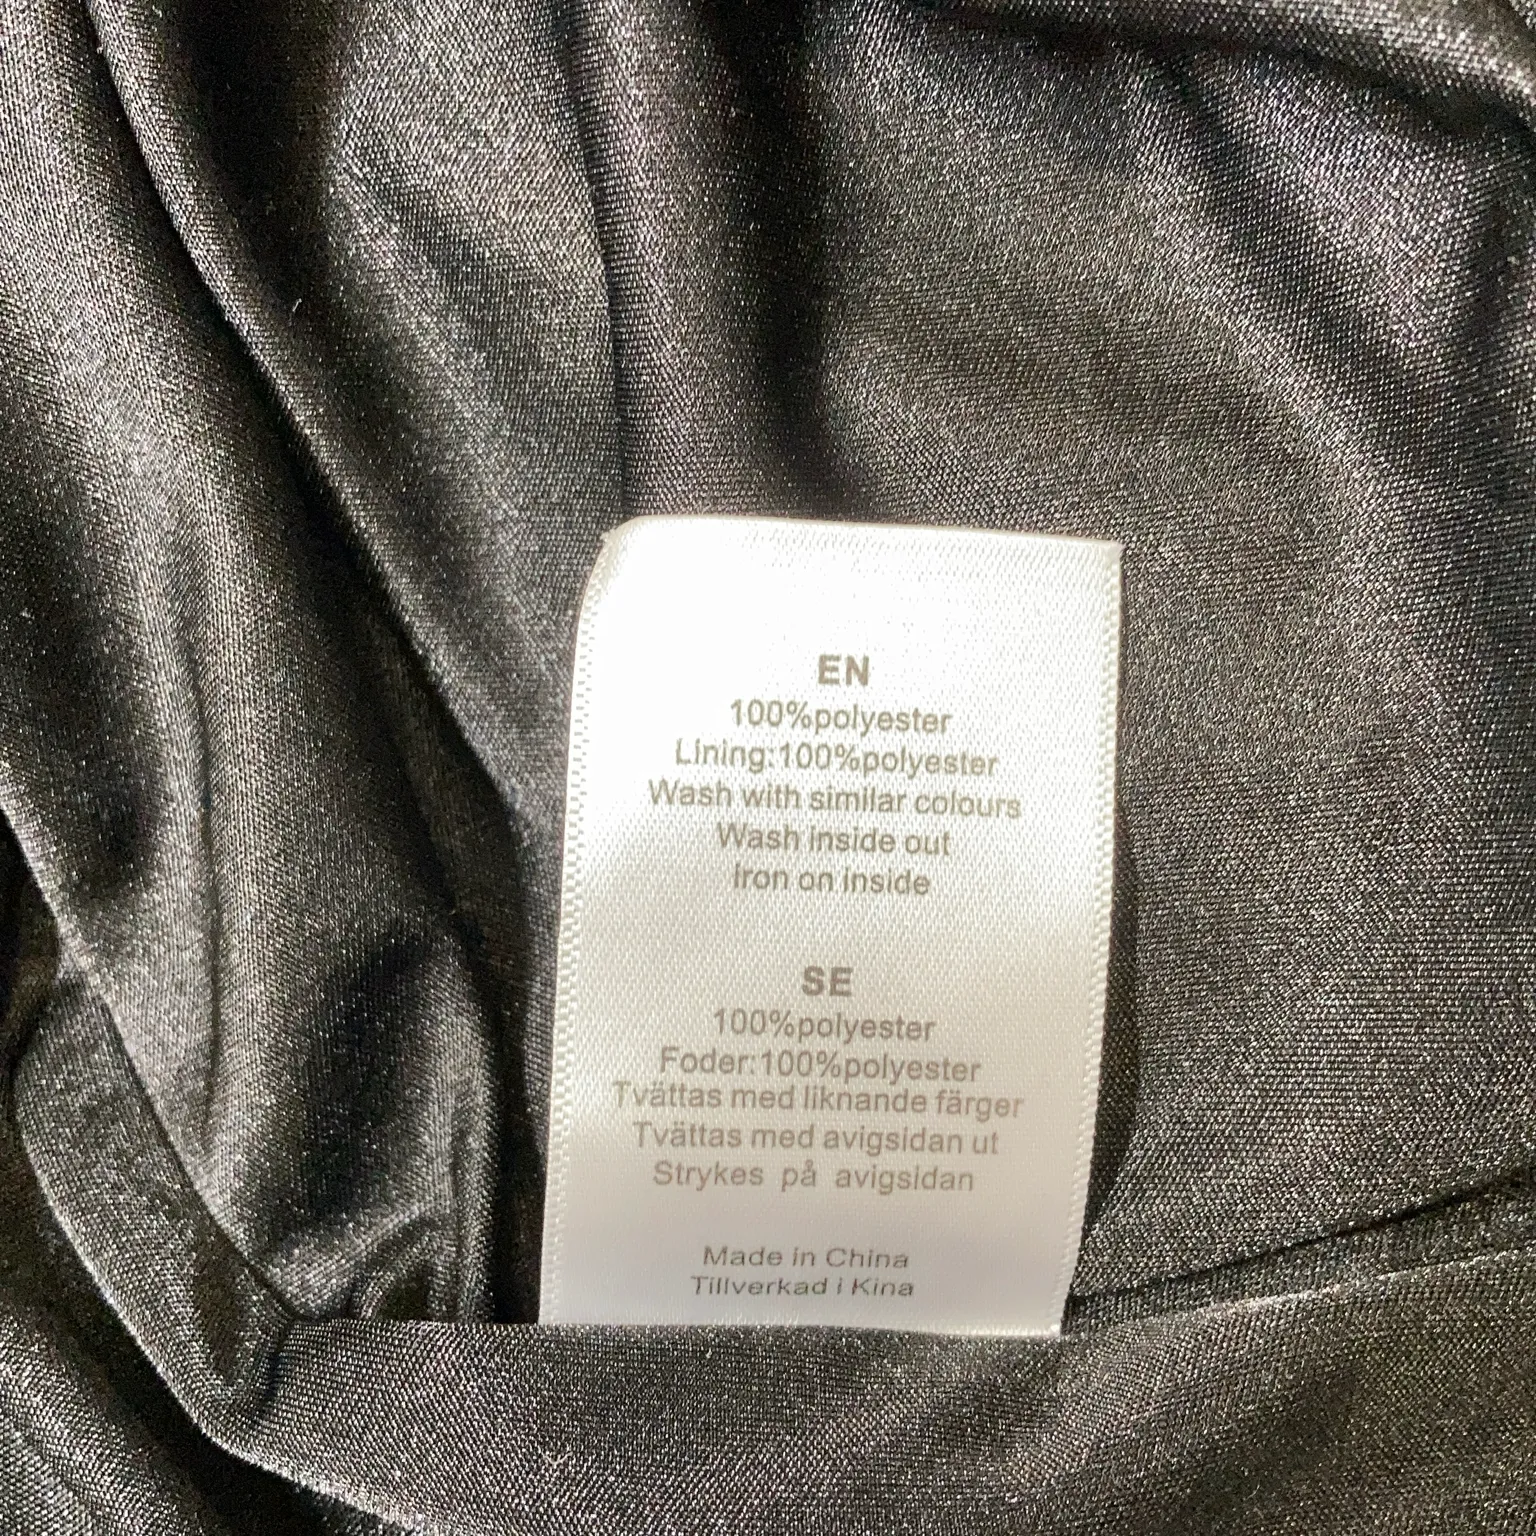 EN
100%polyester
Lining:100%polyester
Wash with similar colours
Wash inside out
Iron on inside
SE
100%polyester
Foder:100%polyester
Tvättas med liknande färger
Tvättas med avigsidan ut
Strykes på avigsidan
Made in China
Tillverkad i Kina